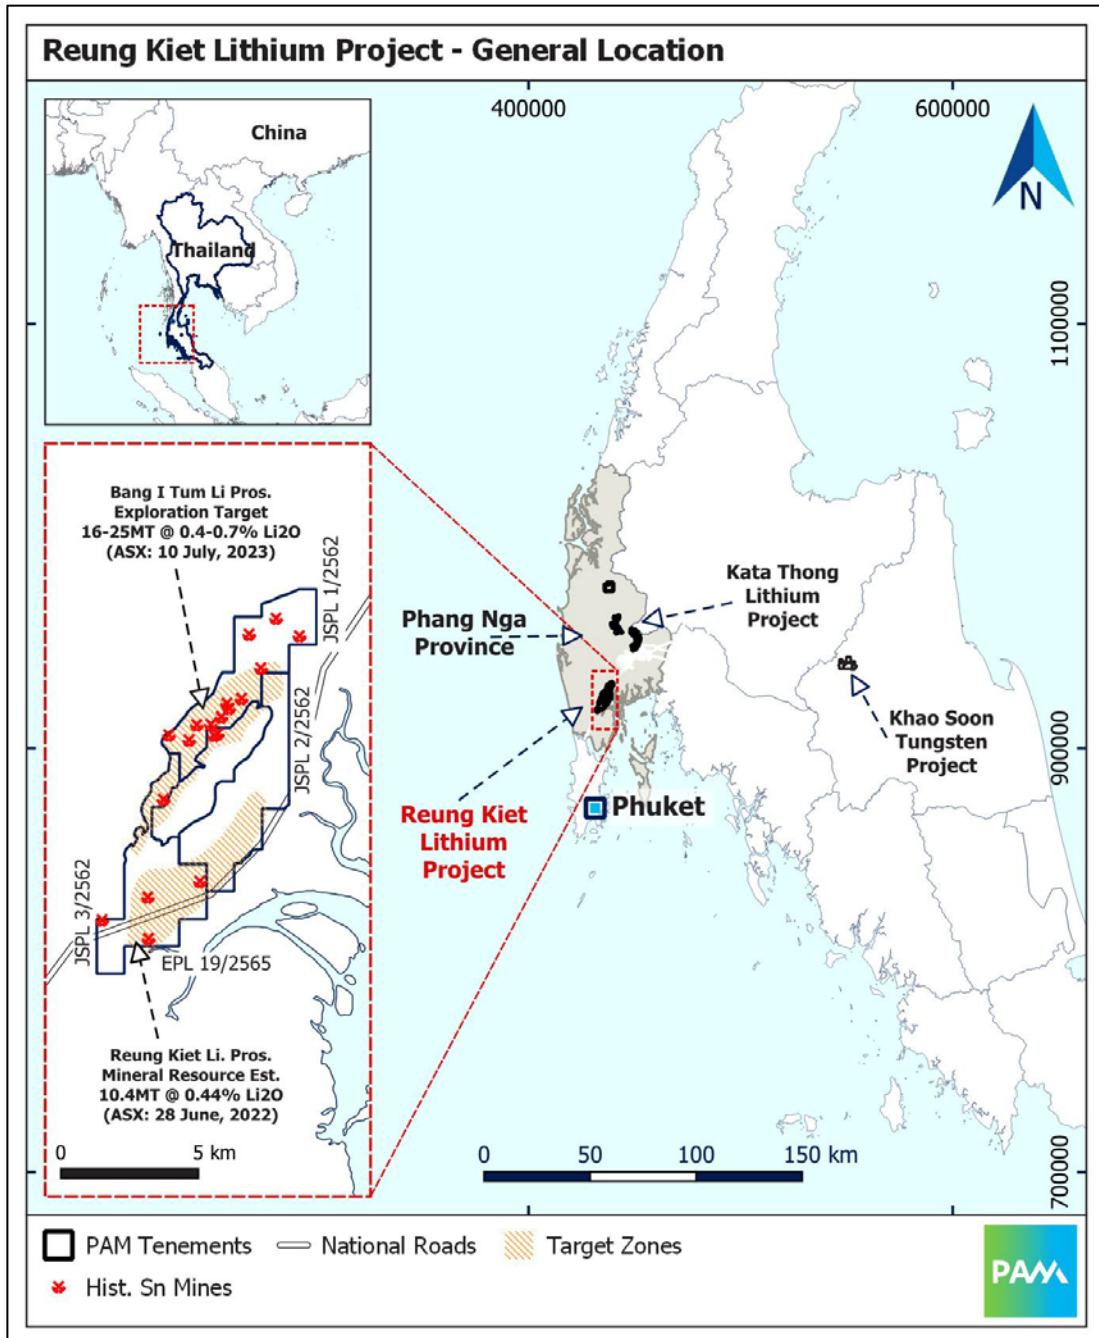 Reung Kiet Lithium Project - General Location
400000
600000
China
Thailand
N
1100000
Bang I Tum Li Pros.
Exploration Target
16-25MT @ 0.4-0.7% Li2O
(ASX: 10 July, 2023)
JSPL 1/2562
JSPL 2/2562
JSPL 3/2562
EPL 19/2565
Reung Kiet Li. Pros.
Mineral Resource Est.
10.4MT @ 0.44% Li2O
(ASX: 28 June, 2022)
0 5 km
Phang Nga
Province
Kata Thong
Lithium
Project
Khao Soon
Tungsten
Project
900000
Reung Kiet
Lithium
Project
Phuket
0 50 100 150 km
700000
PAM Tenements
National Roads
Target Zones
Hist. Sn Mines
PAM